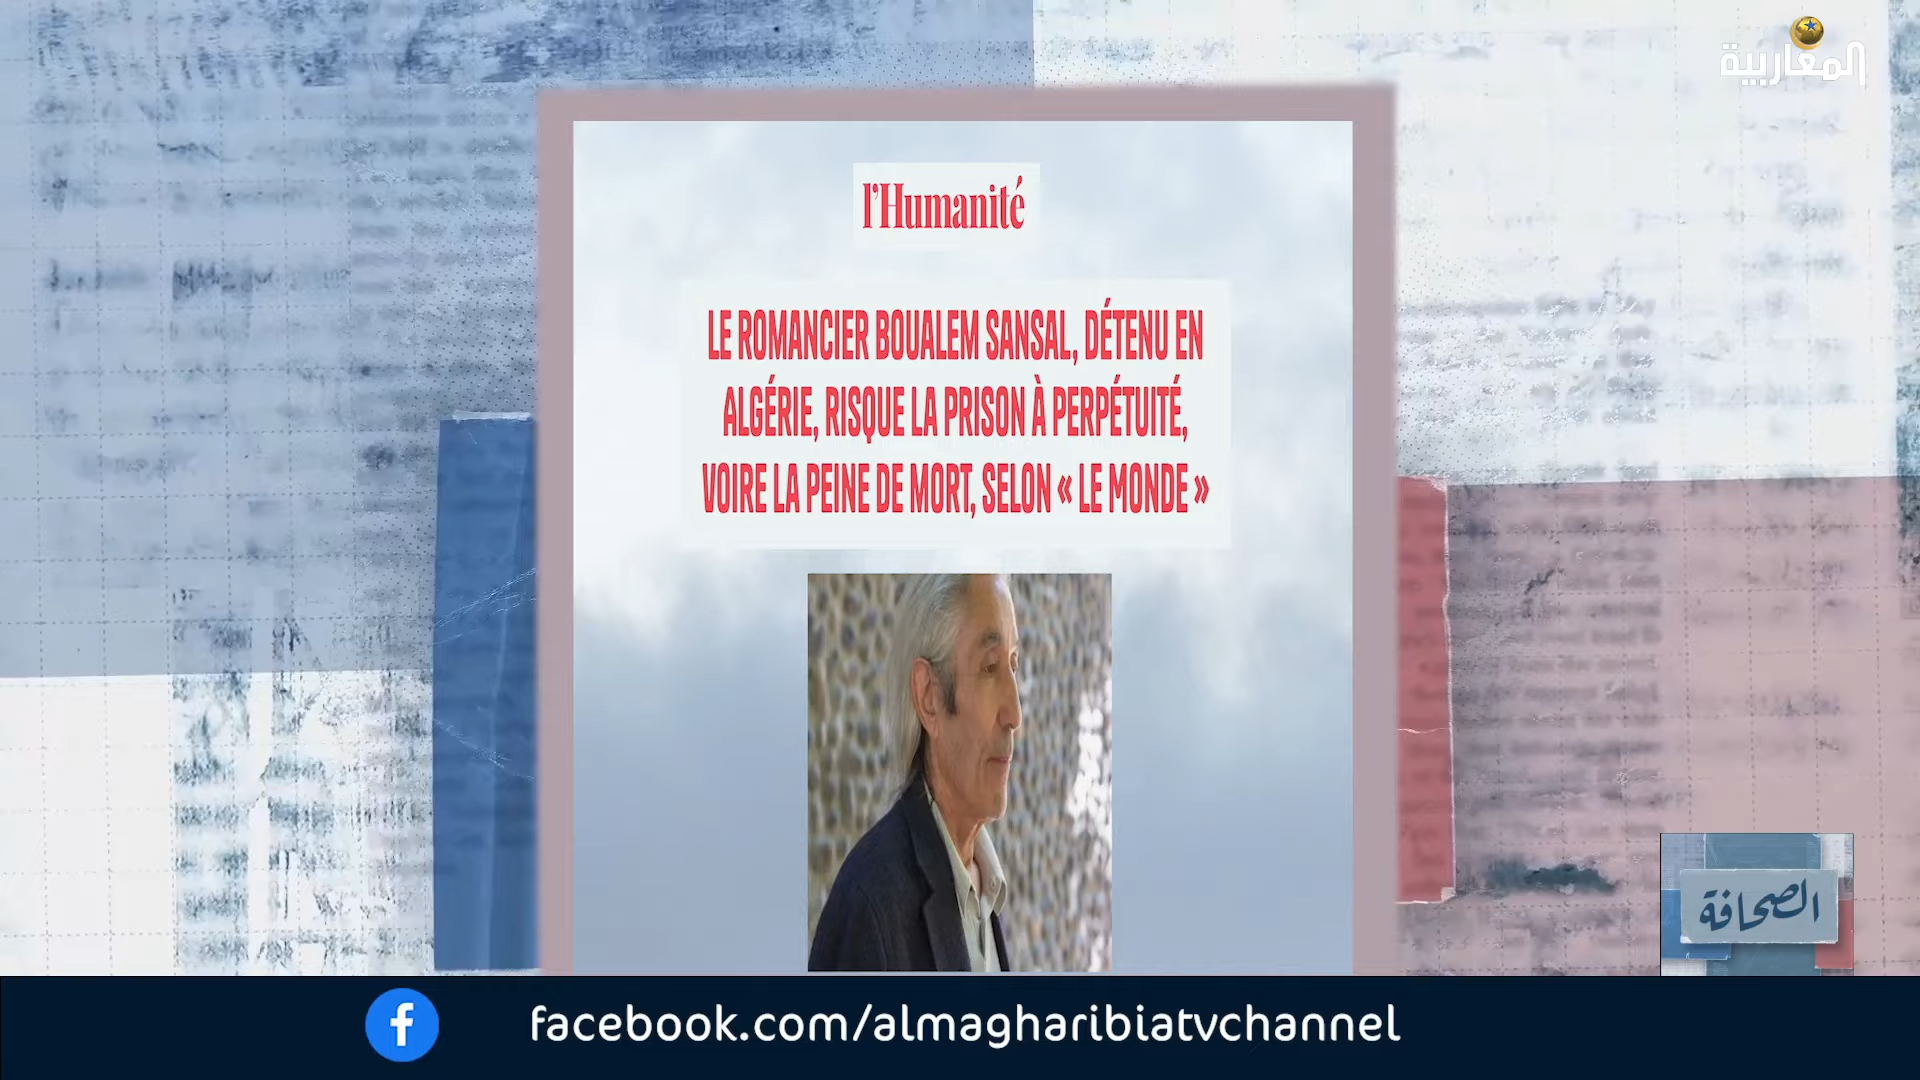 المغاربية
l'Humanité
LE ROMANCIER BOUALEM SANSAL, DÉTENU EN
ALGÉRIE, RISQUE LA PRISON À PERPÉTUITÉ,
VOIRE LA PEINE DE MORT, SELON « LE MONDE »
الصحافة
facebook.com/almagharibiatvchannel